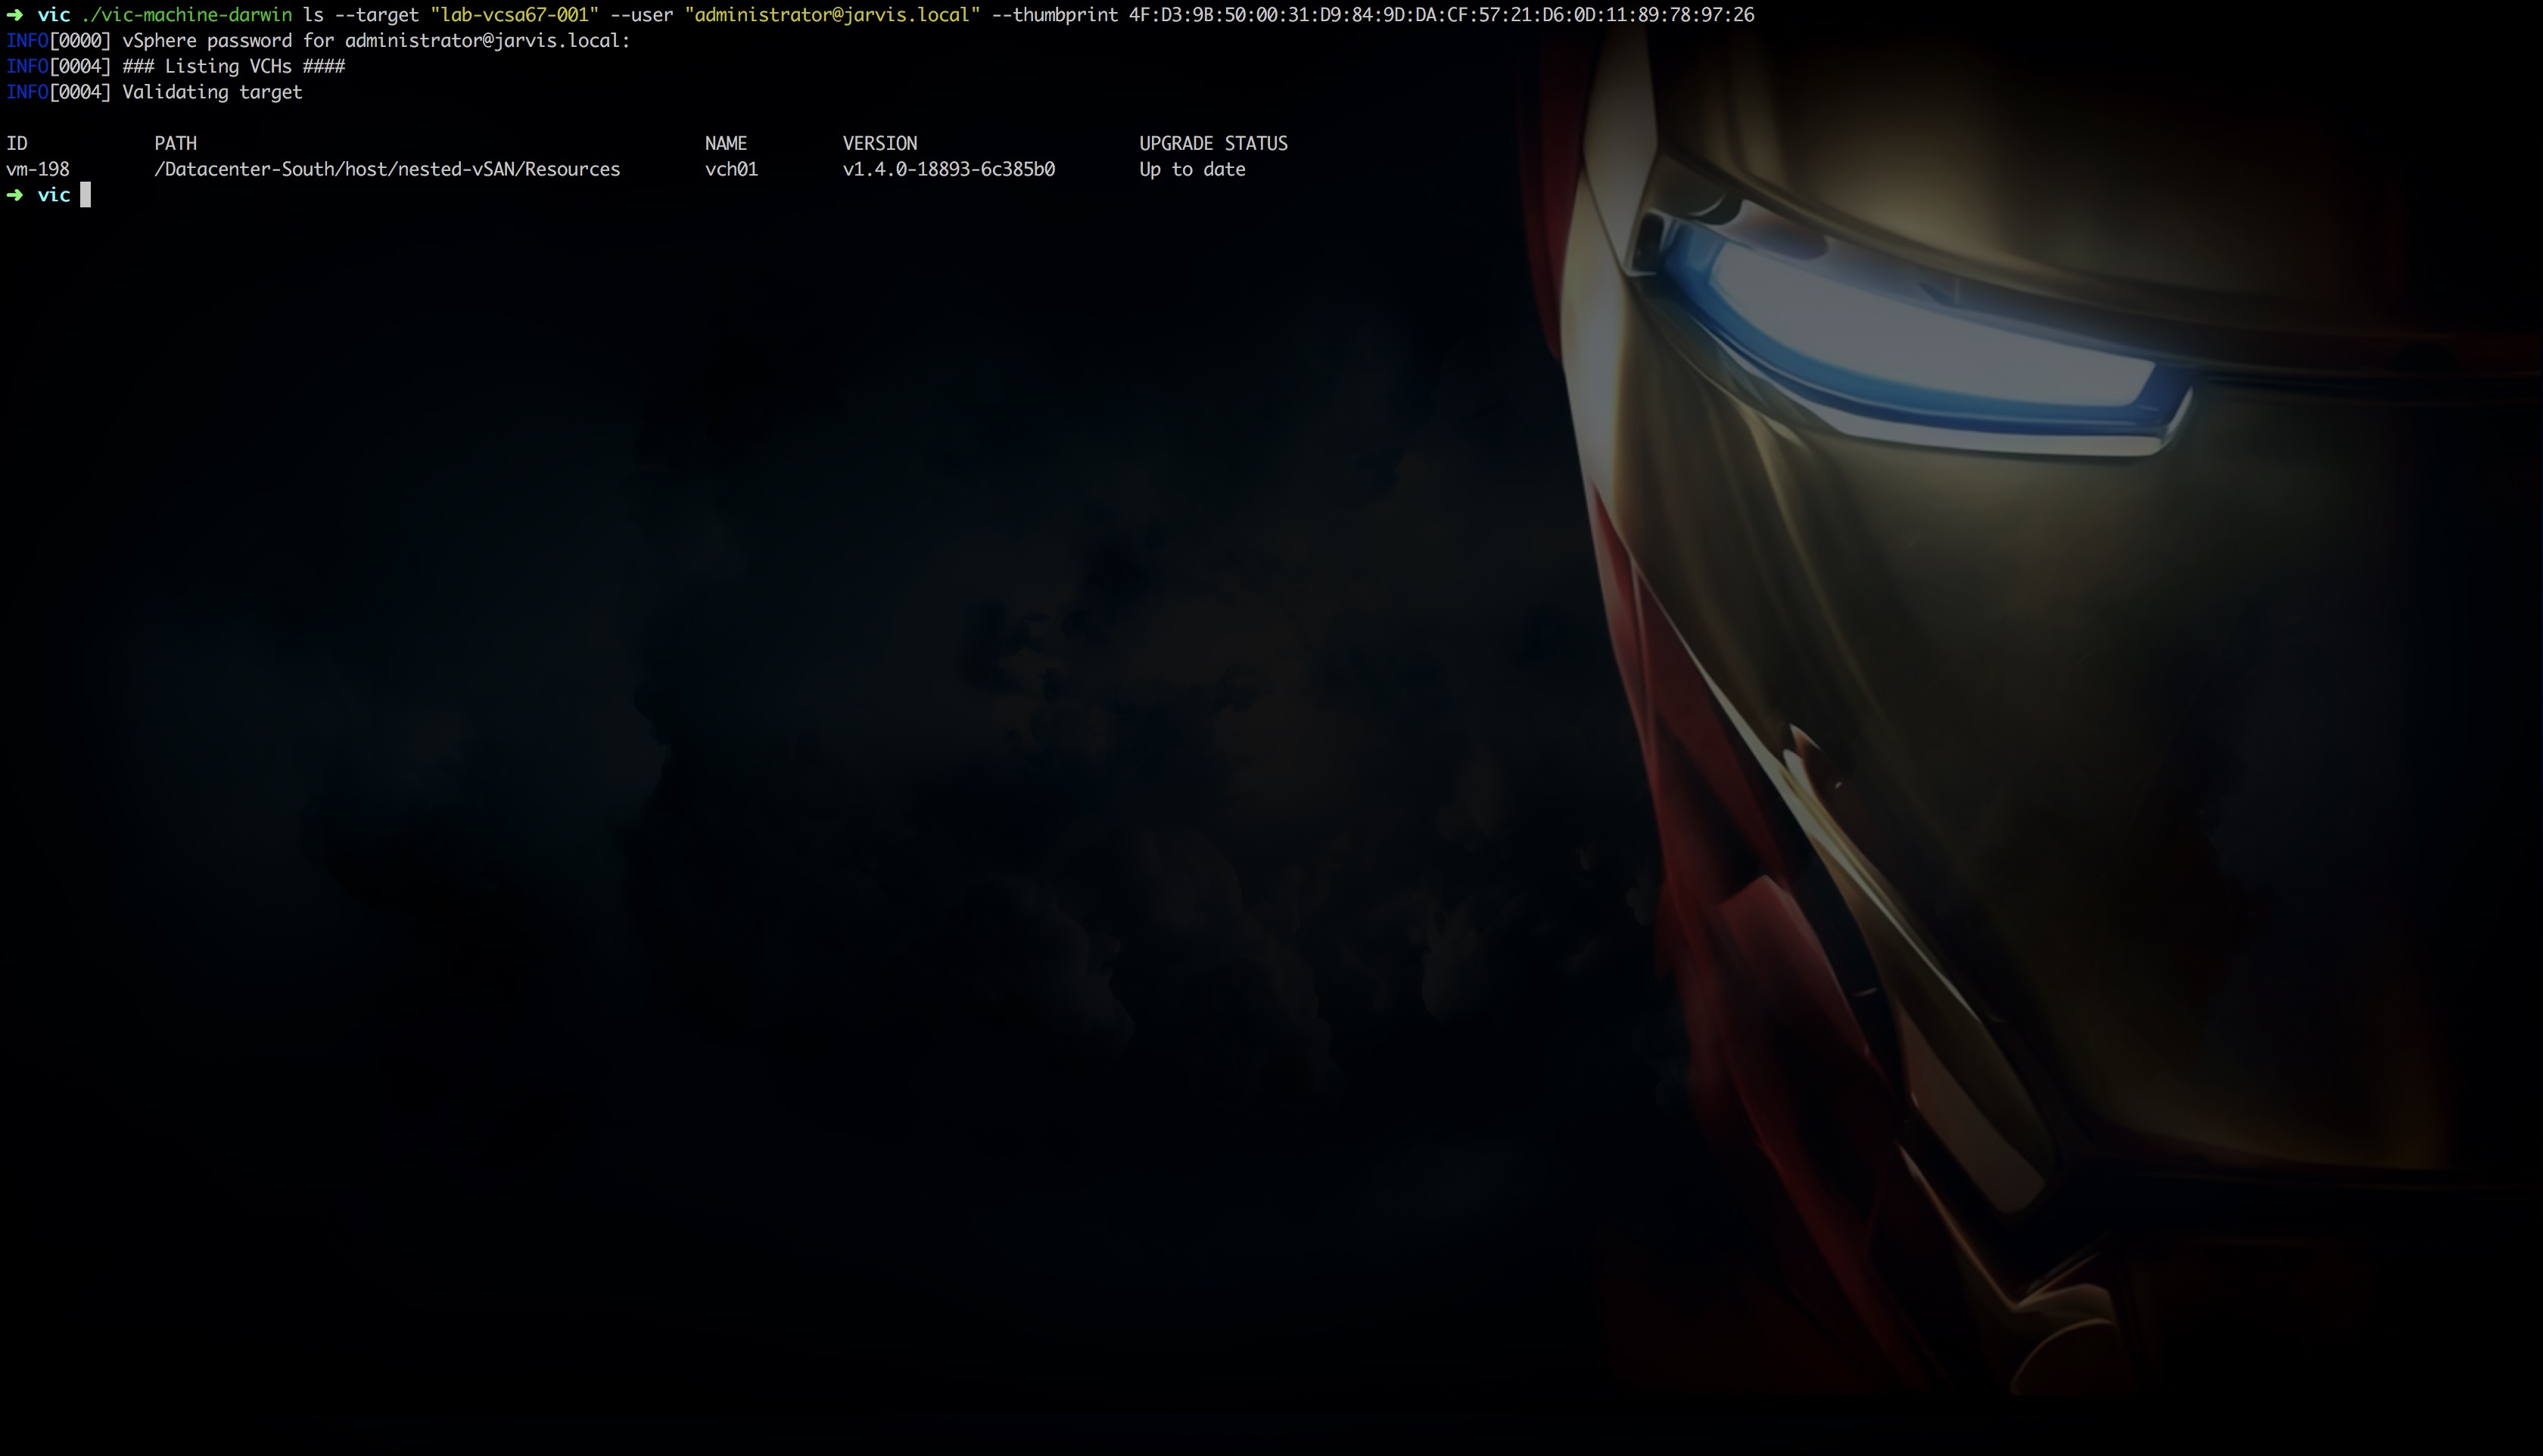 ➜ vic ./vic-machine-darwin ls --target "lab-vcsa67-001" --user "administrator@jarvis.local" --thumbprint 4F:D3:9B:50:00:31:D9:84:9D:DA:CF:57:21:D6:0D:11:89:78:97:26
INFO[0000] vSphere password for administrator@jarvis.local:
INFO[0004] ### Listing VCHs ####
INFO[0004] Validating target
ID PATH NAME VERSION UPGRADE STATUS
vm-198 /Datacenter-South/host/nested-vSAN/Resources vch01 v1.4.0-18893-6c385b0 Up to date
➜ vic